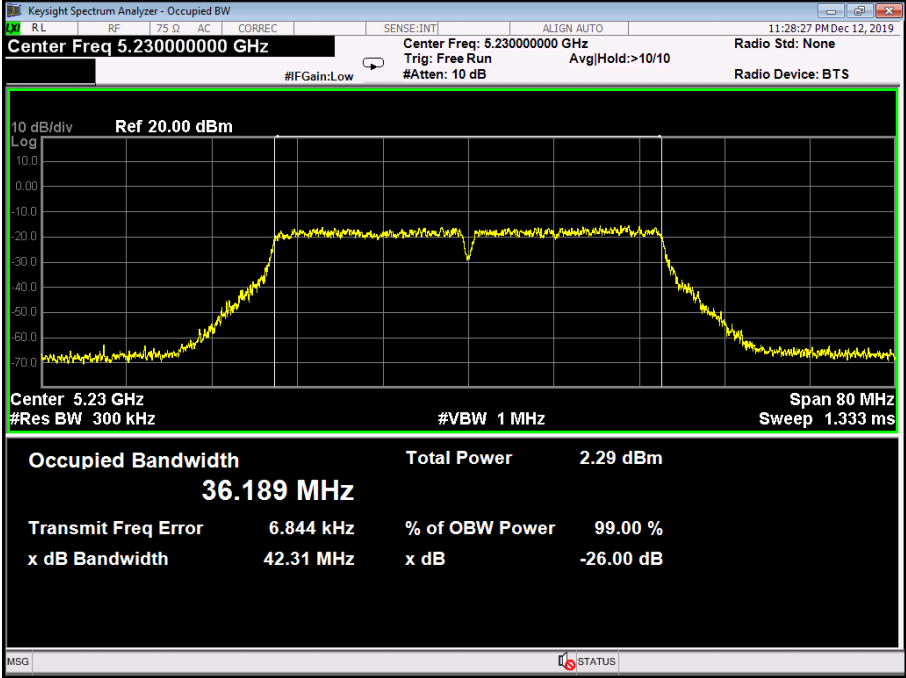 Keysight Spectrum Analyzer - Occupied BW
LXI RL RF 75 Ω AC CORREC SENSE:INT ALIGN AUTO 11:28:27 PM Dec 12, 2019
Center Freq 5.230000000 GHz Center Freq: 5.230000000 GHz Radio Std: None
Trig: Free Run Avg|Hold:>10/10
#IFGain:Low #Atten: 10 dB Radio Device: BTS
10 dB/div Ref 20.00 dBm
Log
10.0
0.00
-10.0
-20.0
-30.0
-40.0
-50.0
-60.0
-70.0
Center 5.23 GHz Span 80 MHz
#Res BW 300 kHz #VBW 1 MHz Sweep 1.333 ms
Occupied Bandwidth Total Power 2.29 dBm
36.189 MHz
Transmit Freq Error 6.844 kHz % of OBW Power 99.00 %
x dB Bandwidth 42.31 MHz x dB -26.00 dB
MSG STATUS